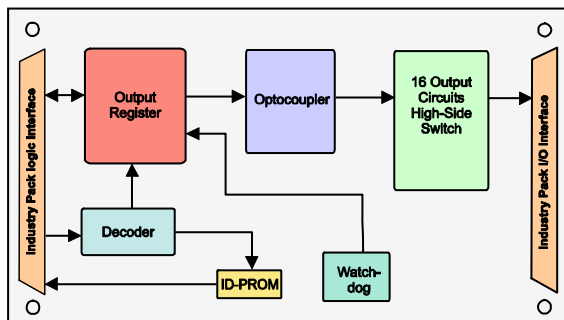 Industry Pack logic Interface
Output
Register
Optocoupler
16 Output
Circuits
High-Side
Switch
Industry Pack I/O Interface
Decoder
ID-PROM
Watch-
dog